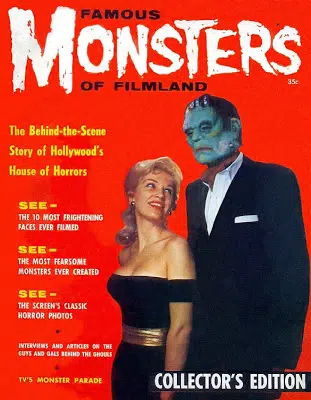 FAMOUS
MONSTERS
OF FILMLAND
35c
The Behind-the-Scene
Story of Hollywood's
House of Horrors
SEE—
THE 10 MOST FRIGHTENING
FACES EVER FILMED
SEE—
THE MOST FEARSOME
MONSTERS EVER CREATED
SEE—
THE SCREEN'S CLASSIC
HORROR PHOTOS
INTERVIEWS AND ARTICLES ON THE
GUYS AND GALS BEHIND THE GHOULS
TV'S MONSTER PARADE
COLLECTOR'S EDITION